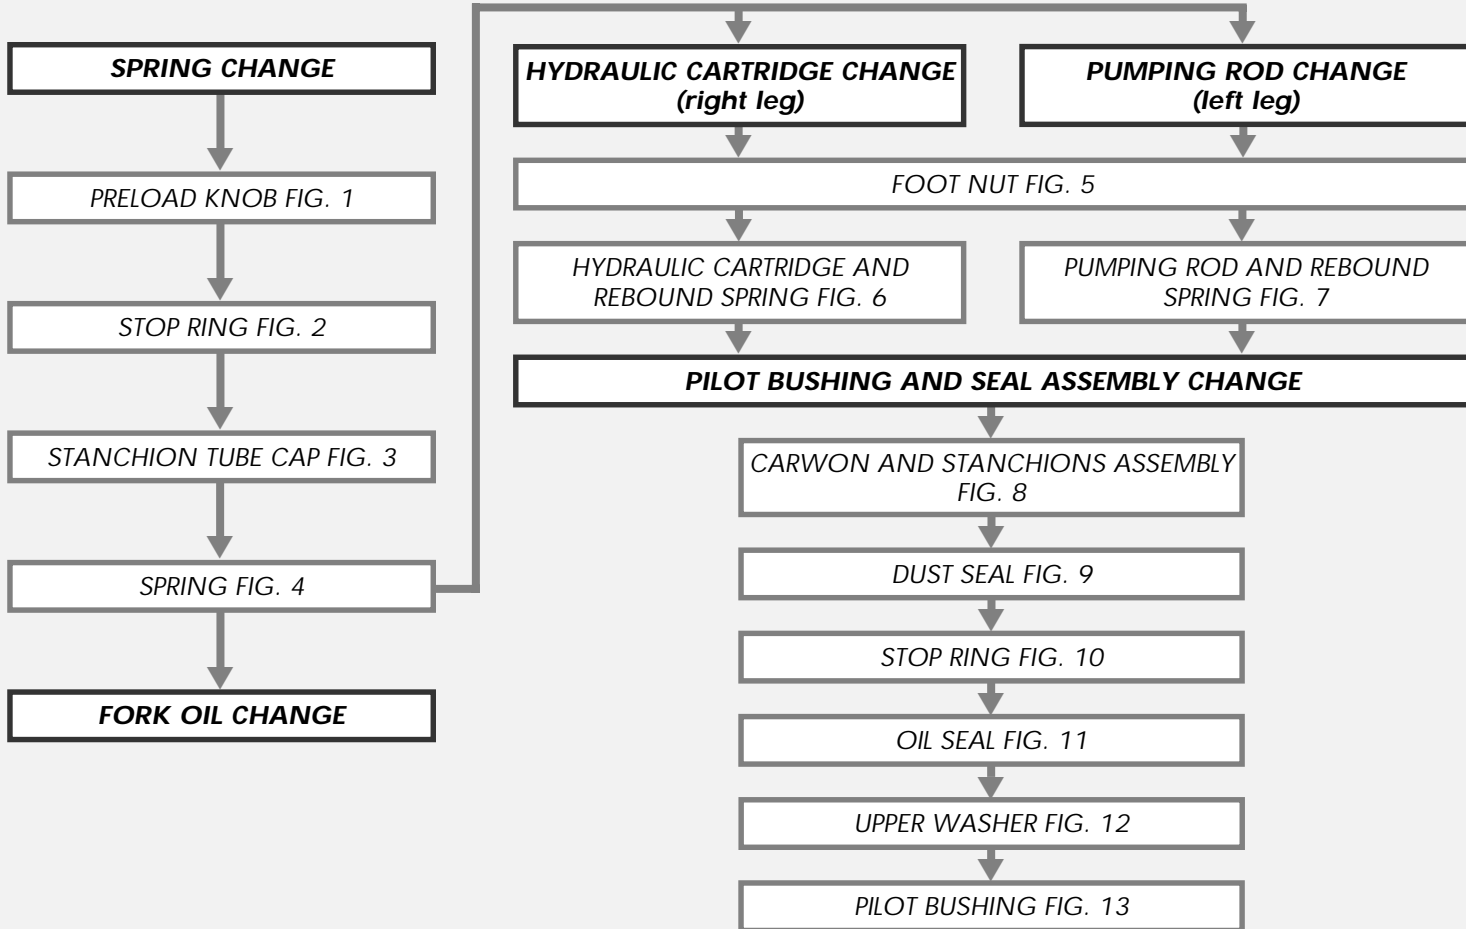 SPRING CHANGE
PRELOAD KNOB FIG. 1
STOP RING FIG. 2
STANCHION TUBE CAP FIG. 3
SPRING FIG. 4
FORK OIL CHANGE
HYDRAULIC CARTRIDGE CHANGE
(right leg)
PUMPING ROD CHANGE
(left leg)
FOOT NUT FIG. 5
HYDRAULIC CARTRIDGE AND
REBOUND SPRING FIG. 6
PUMPING ROD AND REBOUND
SPRING FIG. 7
PILOT BUSHING AND SEAL ASSEMBLY CHANGE
CARWON AND STANCHIONS ASSEMBLY
FIG. 8
DUST SEAL FIG. 9
STOP RING FIG. 10
OIL SEAL FIG. 11
UPPER WASHER FIG. 12
PILOT BUSHING FIG. 13